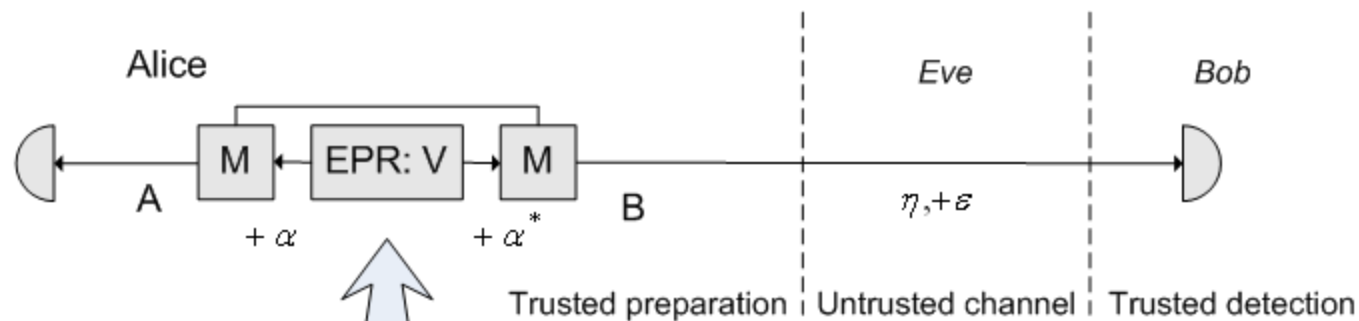 Alice
Eve
Bob
M
EPR: V
M
A
B
+ α
+ α*
η,+ε
Trusted preparation
Untrusted channel
Trusted detection